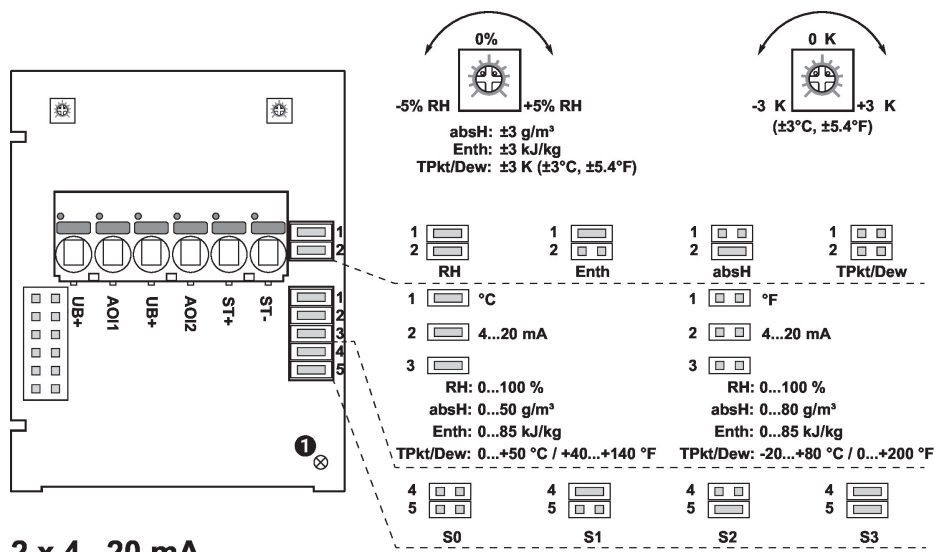 0%
-5% RH +5% RH
absH: ±3 g/m³
Enth: ±3 kJ/kg
TPkt/Dew: ±3 K (±3°C, ±5.4°F)
0 K
-3 K +3 K
(±3°C, ±5.4°F)
1
2
UB+
AOI1
UB+
AOI2
ST+
ST-
1
2
3
4
5
1
1
2
RH
1
2
Enth
1
2
absH
1
2
TPkt/Dew
1 °C
2 4...20 mA
3
RH: 0...100 %
absH: 0...50 g/m³
Enth: 0...85 kJ/kg
TPkt/Dew: 0...+50 °C / +40...+140 °F
1 °F
2 4...20 mA
3
RH: 0...100 %
absH: 0...80 g/m³
Enth: 0...85 kJ/kg
TPkt/Dew: -20...+80 °C / 0...+200 °F
4
5
S0
4
5
S1
4
5
S2
4
5
S3
2 x 4...20 mA